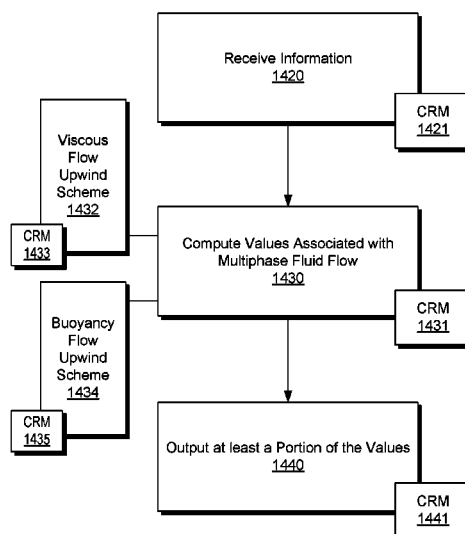 Receive Information
1420
CRM
1421
Viscous
Flow
Upwind
Scheme
1432
CRM
1433
Compute Values Associated with
Multiphase Fluid Flow
1430
CRM
1431
Buoyancy
Flow
Upwind
Scheme
1434
CRM
1435
Output at least a Portion of the Values
1440
CRM
1441